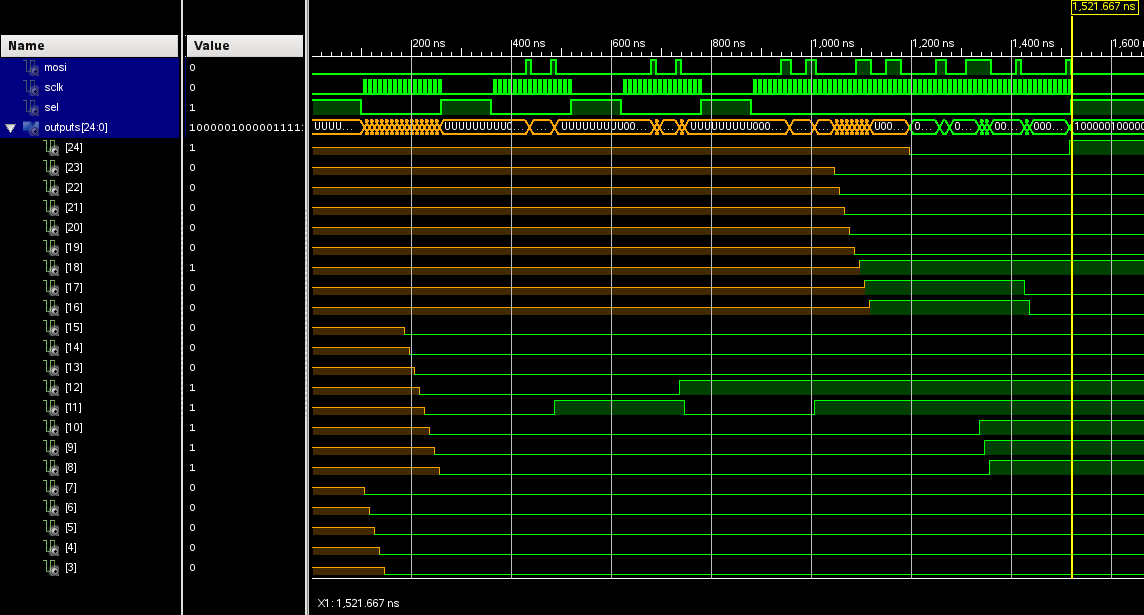 1,521.667 ns
Name Value
200 ns 400 ns 600 ns 800 ns 1,000 ns 1,200 ns 1,400 ns 1,600
mosi 0
sclk 0
sel 1
outputs[24:0] 10000001000001111 UUUU... UUUUUUUUU000... ... UUUUUUUUU000... ... ... UUUUUUUUU0000... ... ... U00... 0... 0... 00... 000... 1000001000000
[24] 1
[23] 0
[22] 0
[21] 0
[20] 0
[19] 0
[18] 1
[17] 0
[16] 0
[15] 0
[14] 0
[13] 0
[12] 1
[11] 1
[10] 1
[9] 1
[8] 1
[7] 0
[6] 0
[5] 0
[4] 0
[3] 0
X1: 1,521.667 ns